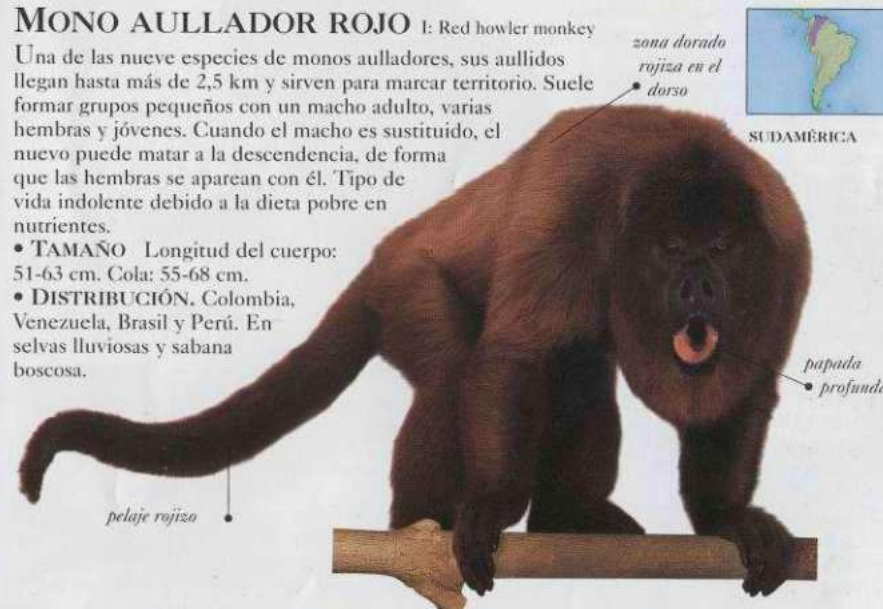 MONO AULLADOR ROJO I: Red howler monkey
Una de las nueve especies de monos aulladores, sus aullidos
llegan hasta más de 2,5 km y sirven para marcar territorio. Suele
formar grupos pequeños con un macho adulto, varias
hembras y jóvenes. Cuando el macho es sustituido, el
nuevo puede matar a la descendencia, de forma
que las hembras se aparean con él. Tipo de
vida indolente debido a la dieta pobre en
nutrientes.
• TAMAÑO Longitud del cuerpo:
51-63 cm. Cola: 55-68 cm.
• DISTRIBUCIÓN. Colombia,
Venezuela, Brasil y Perú. En
selvas lluviosas y sabana
boscosa.
zona dorado
rojiza en el
dorso
SUDAMÉRICA
papada
profunda
pelaje rojizo